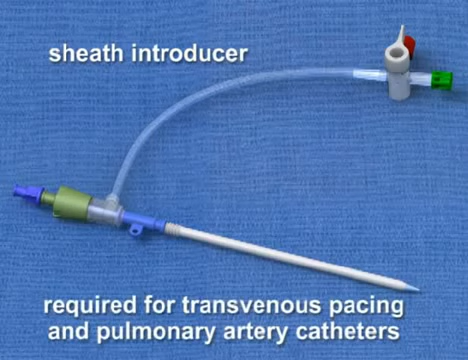 sheath introducer
required for transvenous pacing
and pulmonary artery catheters